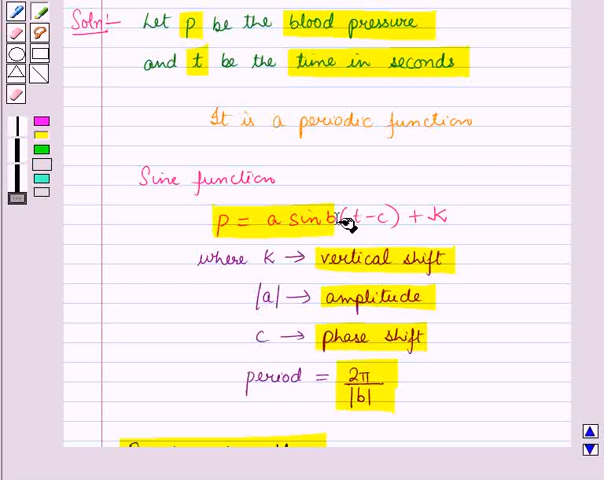 Soln:- Let p be the blood pressure
and t be the time in seconds
It is a periodic function
Sine function
p = a sin b(t-c) + K
where K → vertical shift
|a| → amplitude
c → phase shift
period = 2π/|b|